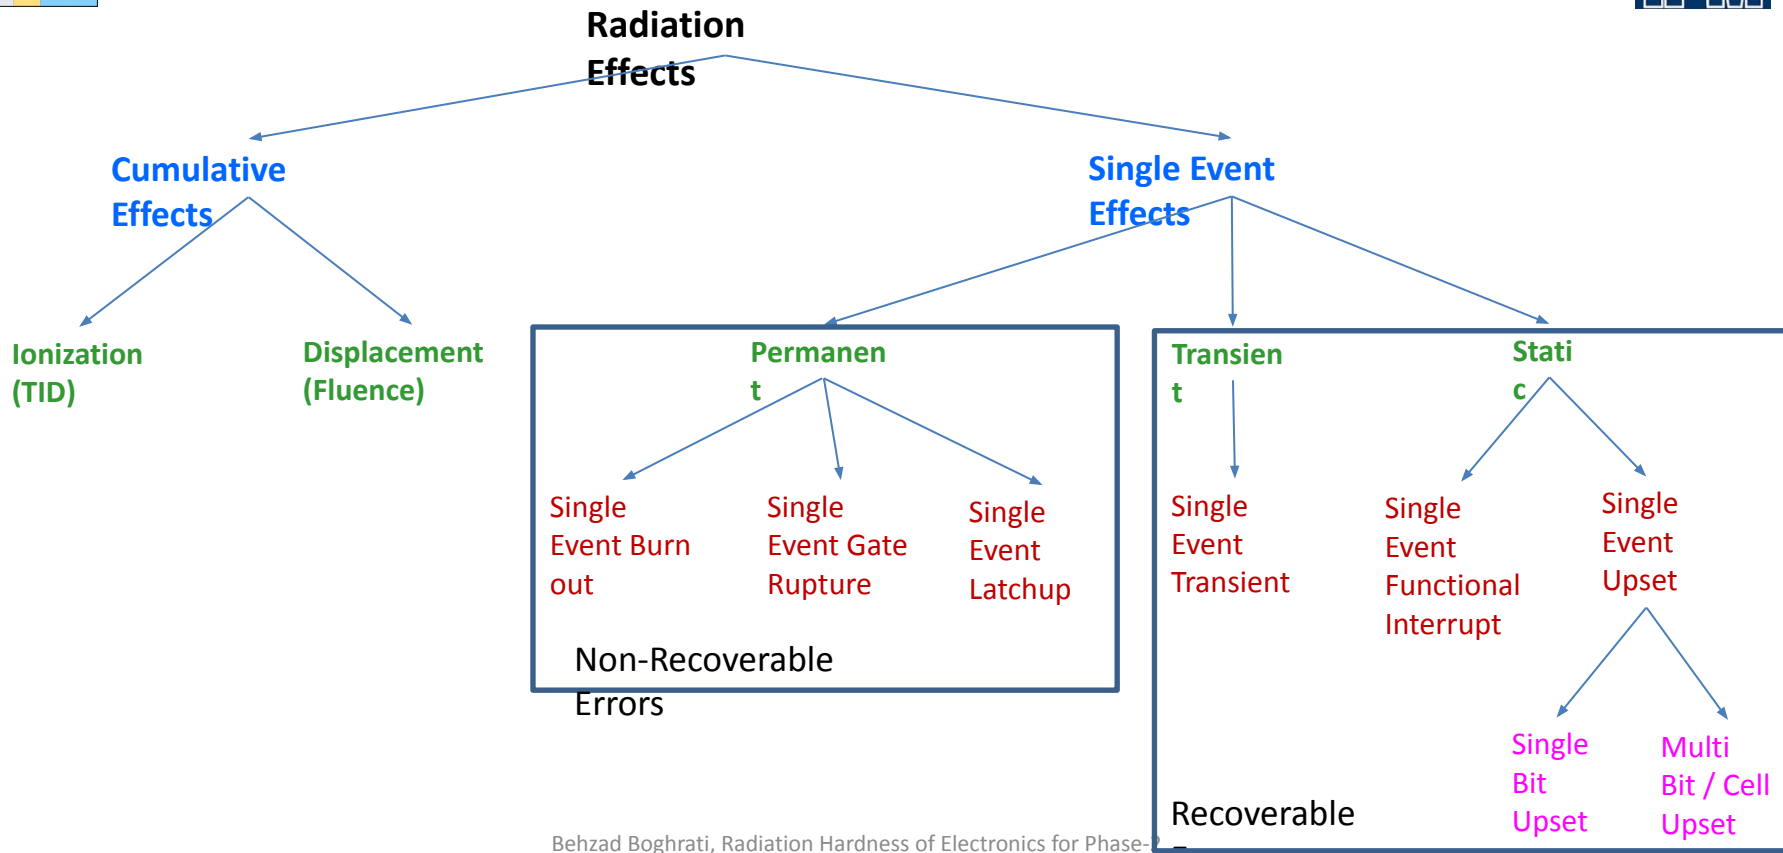 Radiation
Effects
Cumulative
Effects
Single Event
Effects
Ionization
(TID)
Displacement
(Fluence)
Permanen
t
Transien
t
Stati
c
Single
Event Burn
out
Single
Event Gate
Rupture
Single
Event
Latchup
Single
Event
Transient
Single
Event
Functional
Interrupt
Single
Event
Upset
Non-Recoverable
Errors
Single
Bit
Upset
Multi
Bit / Cell
Upset
Recoverable
Behzad Boghrati, Radiation Hardness of Electronics for Phase-2